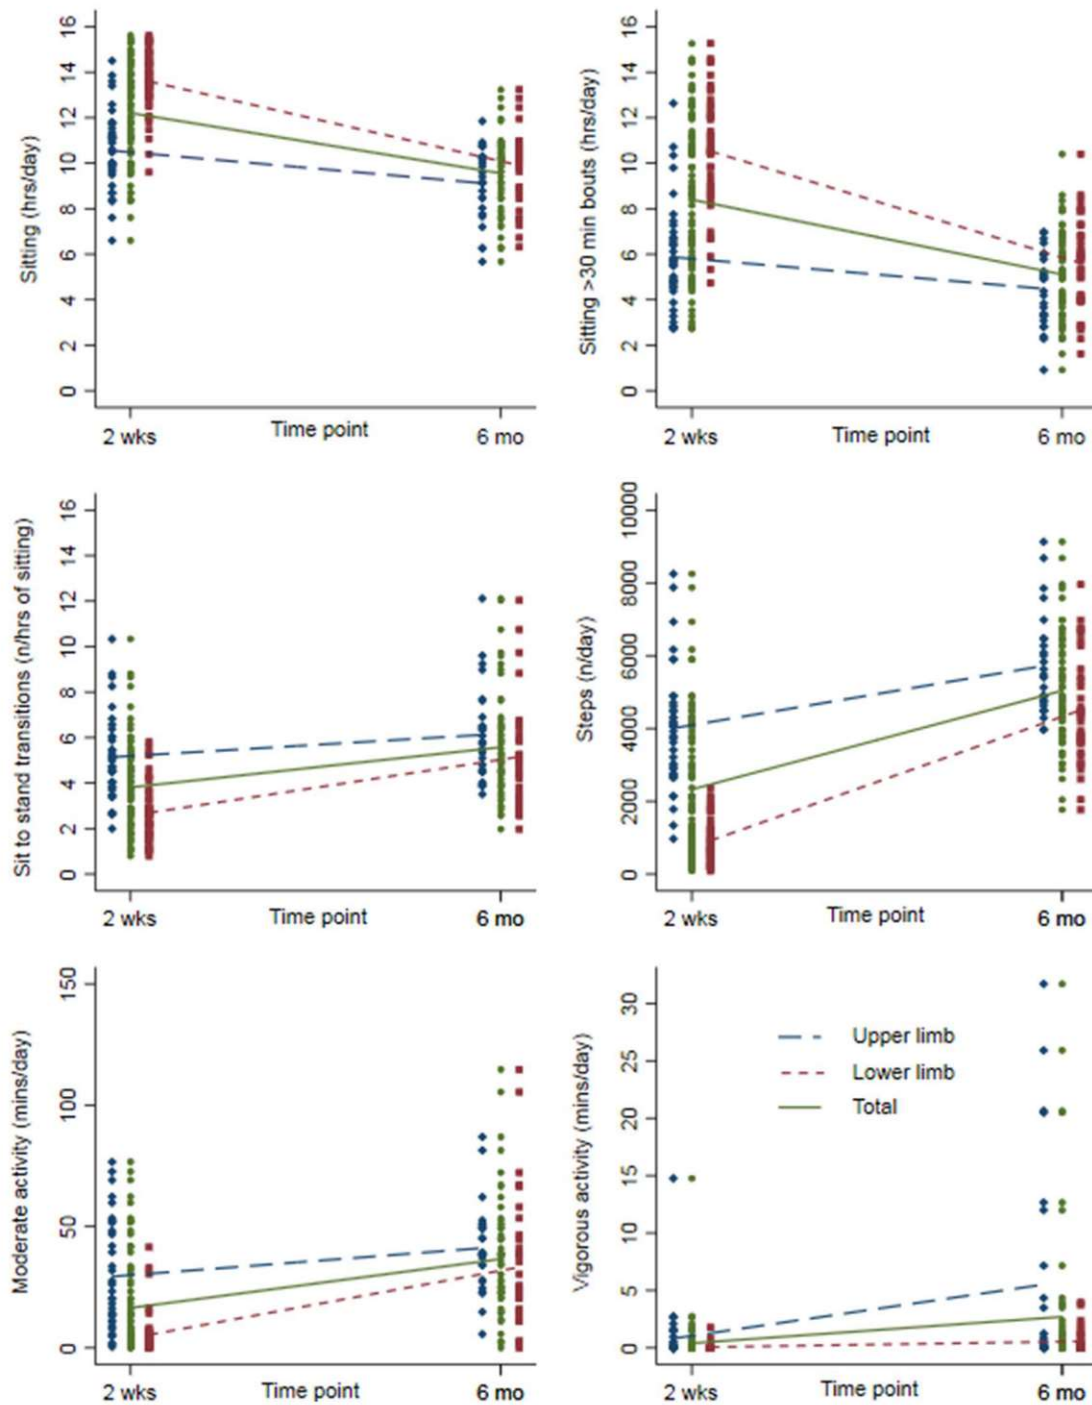 Sitting (hrs/day)
16
14
12
10
8
6
4
2
0
2 wks
Time point
6 mo
Sitting >30 min bouts (hrs/day)
16
14
12
10
8
6
4
2
0
2 wks
Time point
6 mo
Sit to stand transitions (n/hrs of sitting)
16
14
12
10
8
6
4
2
0
2 wks
Time point
6 mo
Steps (n/day)
10000
8000
6000
4000
2000
0
2 wks
Time point
6 mo
Moderate activity (mins/day)
150
100
50
0
2 wks
Time point
6 mo
Vigorous activity (mins/day)
30
25
20
15
10
5
0
Upper limb
Lower limb
Total
2 wks
Time point
6 mo